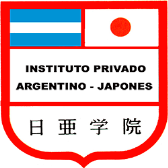 INSTITUTO PRIVADO
ARGENTINO - JAPONES
日亜学院